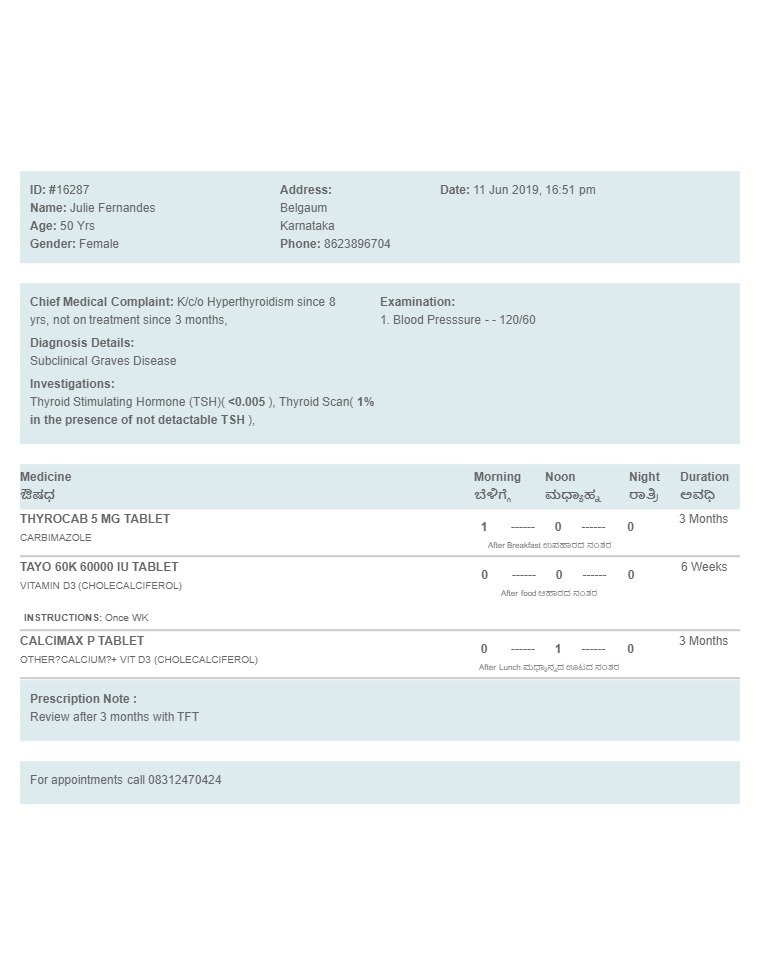 ID: #16287
Name: Julie Fernandes
Age: 50 Yrs
Gender: Female
Address:
Belgaum
Karnataka
Phone: 8623896704
Date: 11 Jun 2019, 16:51 pm
Chief Medical Complaint: K/c/o Hyperthyroidism since 8
yrs, not on treatment since 3 months,
Diagnosis Details:
Subclinical Graves Disease
Investigations:
Thyroid Stimulating Hormone (TSH)( <0.005 ), Thyroid Scan( 1%
in the presence of not detactable TSH ),
Examination:
1. Blood Presssure - - 120/60
Medicine Morning Noon Night Duration
ಔಷಧ ಬೆಳಿಗ್ಗೆ ಮಧ್ಯಾಹ್ನ ರಾತ್ರಿ ಅವಧಿ
THYROCAB 5 MG TABLET 1 ------ 0 ------ 0 3 Months
CARBIMAZOLE
After Breakfast ಉಪಹಾರದ ನಂತರ
TAYO 60K 60000 IU TABLET 0 ------ 0 ------ 0 6 Weeks
VITAMIN D3 (CHOLECALCIFEROL)
After food ಆಹಾರದ ನಂತರ
INSTRUCTIONS: Once WK
CALCIMAX P TABLET 0 ------ 1 ------ 0 3 Months
OTHER?CALCIUM?+ VIT D3 (CHOLECALCIFEROL)
After Lunch ಮಧ್ಯಾನ್ಹದ ಊಟದ ನಂತರ
Prescription Note :
Review after 3 months with TFT
For appointments call 08312470424